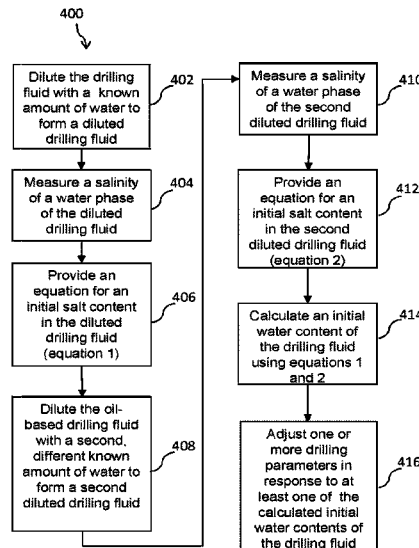 400
Dilute the drilling
fluid with a known
amount of water to
form a diluted
drilling fluid
402
Measure a salinity
of a water phase
of the diluted
drilling fluid
404
Provide an
equation for an
initial salt content
in the diluted
drilling fluid
(equation 1)
406
Dilute the oil-
based drilling fluid
with a second,
different known
amount of water to
form a second
diluted drilling fluid
408
Measure a salinity
of a water phase
of the second
diluted drilling fluid
410
Provide an
equation for an
initial salt content
in the second
diluted drilling fluid
(equation 2)
412
Calculate an initial
water content of
the drilling fluid
using equations 1
and 2
414
Adjust one or
more drilling
parameters in
response to at
least one of the
calculated initial
water contents of
the drilling fluid
416